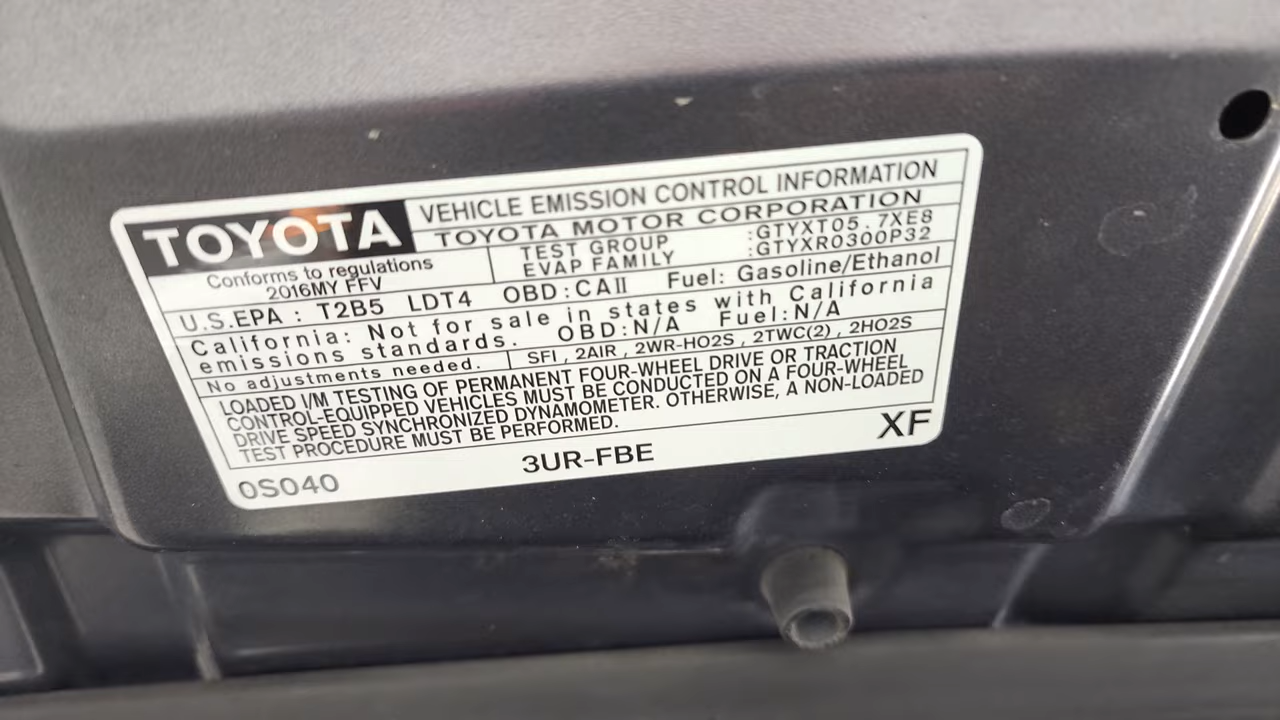 TOYOTA
VEHICLE EMISSION CONTROL INFORMATION
TOYOTA MOTOR CORPORATION
Conforms to regulations
2016MY FFV
TEST GROUP :GTYXT05.7XE8
EVAP FAMILY :GTYXR0300P32
U.S.EPA : T2B5 LDT4 OBD:CAII Fuel: Gasoline/Ethanol
California: Not for sale in states with California
emissions standards. OBD:N/A Fuel:N/A
No adjustments needed. SFI , 2AIR , 2WR-HO2S , 2TWC(2) , 2HO2S
LOADED I/M TESTING OF PERMANENT FOUR-WHEEL DRIVE OR TRACTION
CONTROL-EQUIPPED VEHICLES MUST BE CONDUCTED ON A FOUR-WHEEL
DRIVE SPEED SYNCHRONIZED DYNAMOMETER. OTHERWISE, A NON-LOADED
TEST PROCEDURE MUST BE PERFORMED.
0S040 3UR-FBE XF